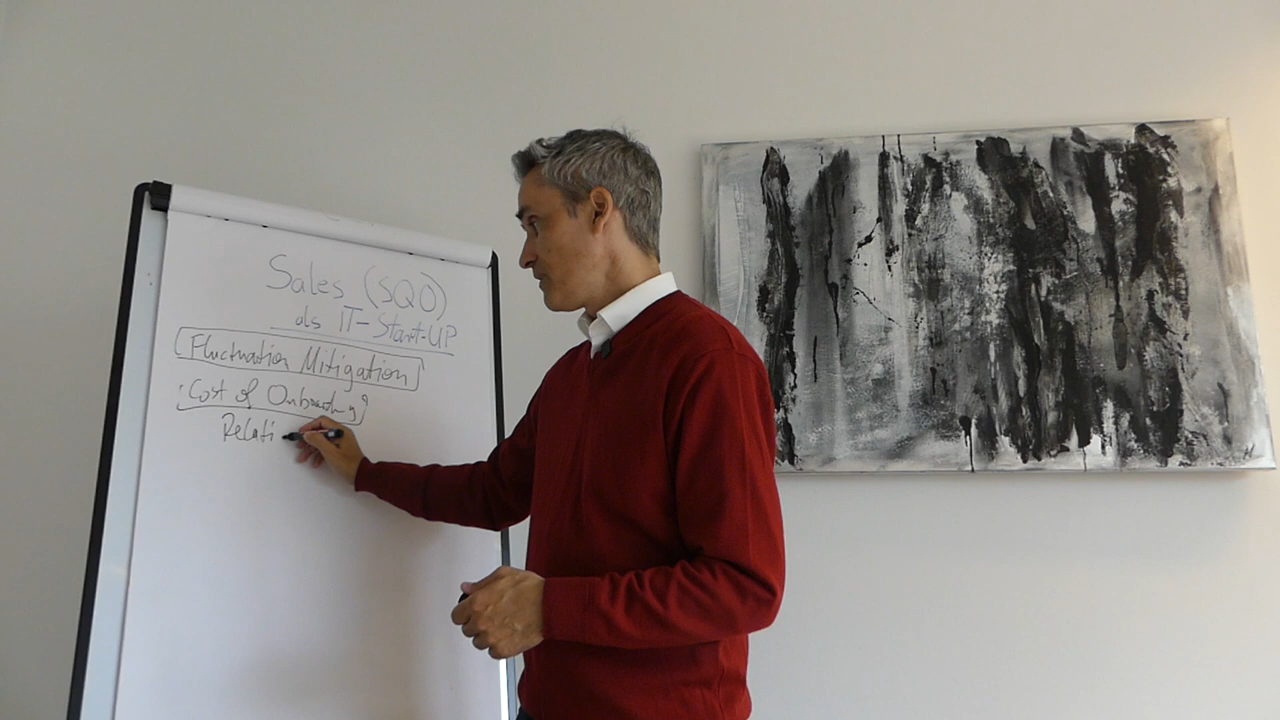 Sales (SQO)
als IT-Start-UP
Fluctuation Mitigation
Cost of Onboarding
Relati